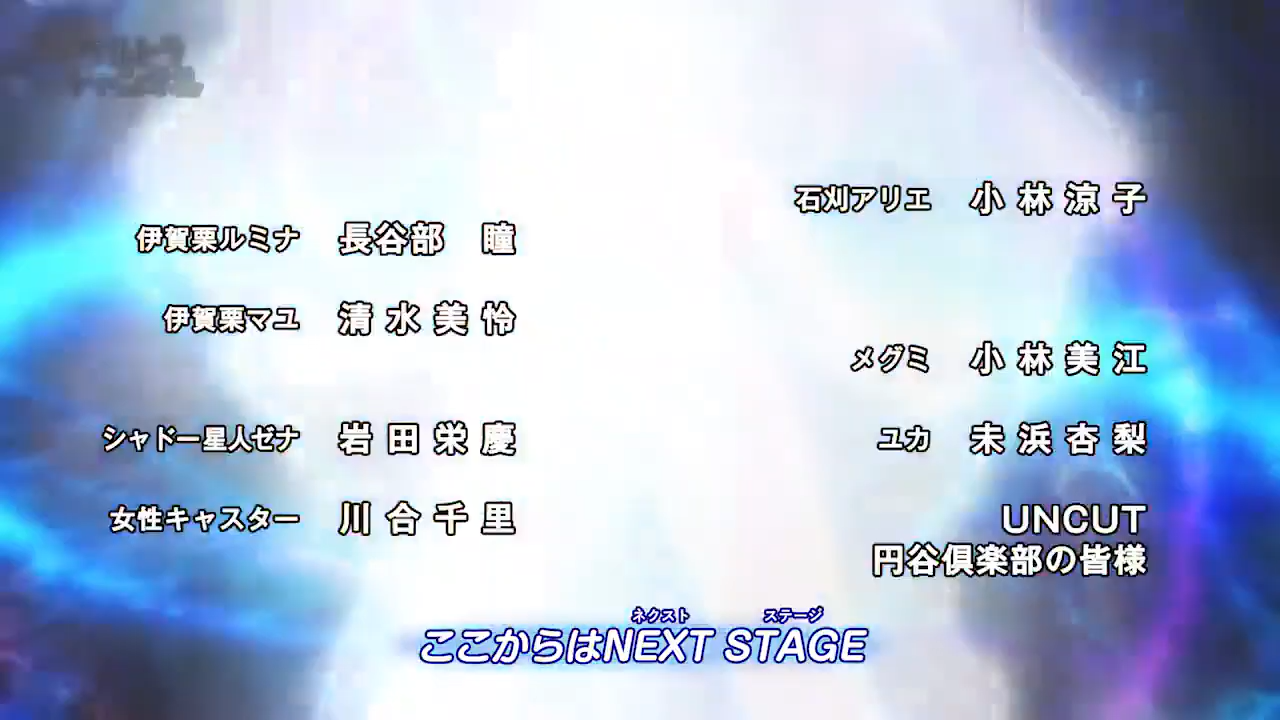 伊賀栗ルミナ 長谷部 瞳
伊賀栗マユ 清水美怜
シャドー星人ゼナ 岩田栄慶
女性キャスター 川合千里
石刈アリエ 小林涼子
メグミ 小林美江
ユカ 未浜杏梨
UNCUT
円谷倶楽部の皆様
ネクスト ステージ
ここからはNEXT STAGE